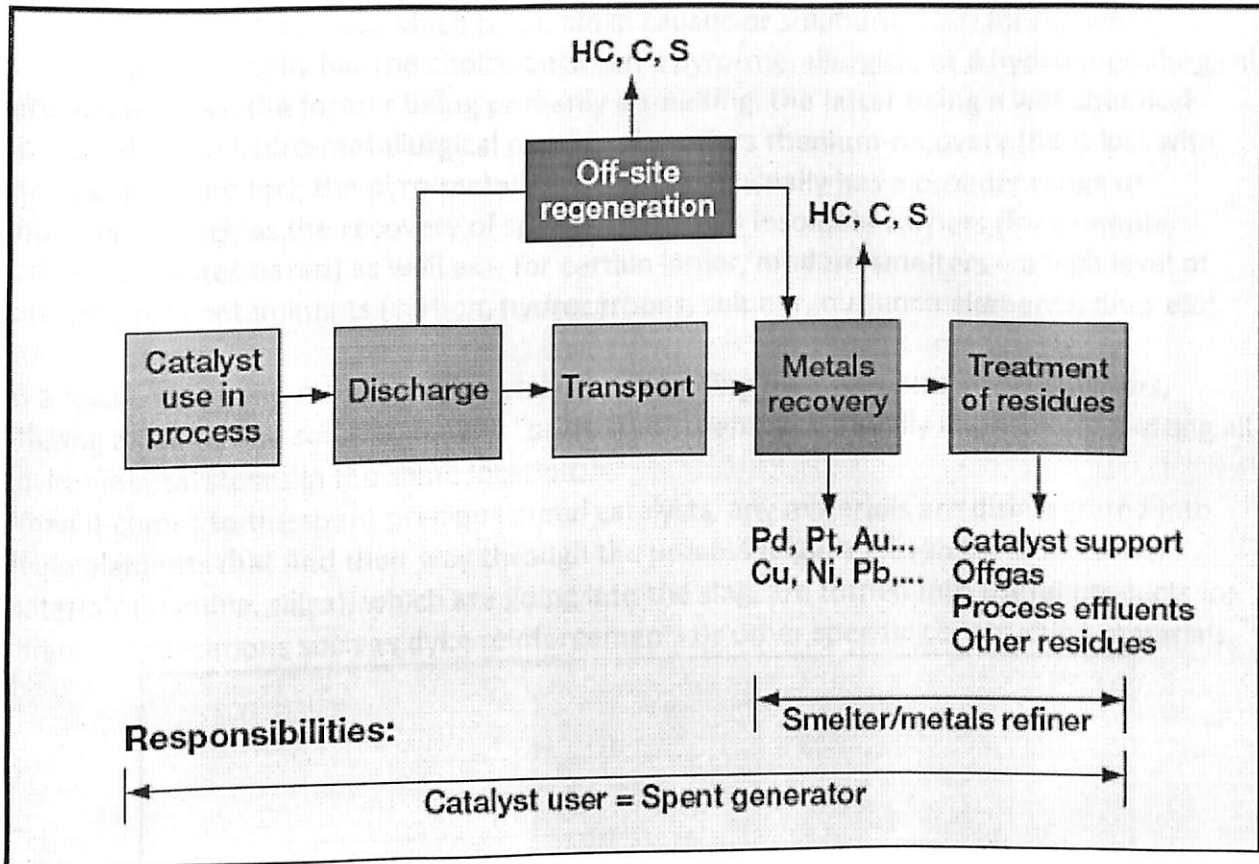 HC, C, S
Off-site
regeneration
HC, C, S
Catalyst
use in
process
Discharge
Transport
Metals
recovery
Treatment
of residues
Pd, Pt, Au...
Cu, Ni, Pb,...
Catalyst support
Offgas
Process effluents
Other residues
Smelter/metals refiner
Responsibilities:
Catalyst user = Spent generator